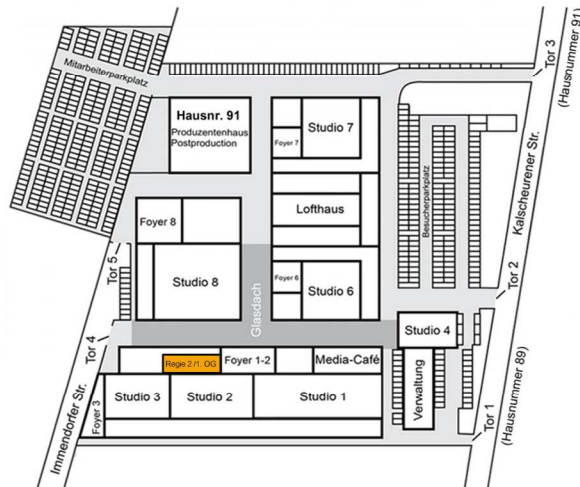 Mitarbeiterparkplatz
Tor 3
(Hausnummer 91)
Hausnr. 91
Produzentenhaus
Postproduction
Studio 7
Foyer 7
Lofthaus
Besucherparkplatz
Kalscheurener Str.
Foyer 8
Studio 8
Tor 5
Glasdach
Foyer 6
Studio 6
Tor 2
Studio 4
Tor 4
Regie 2 /1. OG
Foyer 1-2
Media-Café
Verwaltung
Immendorfer Str.
Foyer 3
Studio 3
Studio 2
Studio 1
Tor 1
(Hausnummer 89)